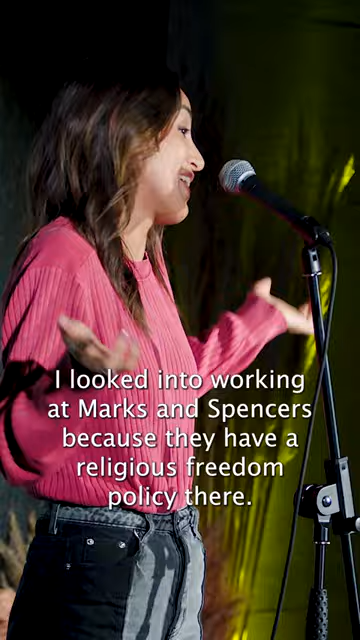 I looked into working
at Marks and Spencers
because they have a
religious freedom
policy there.